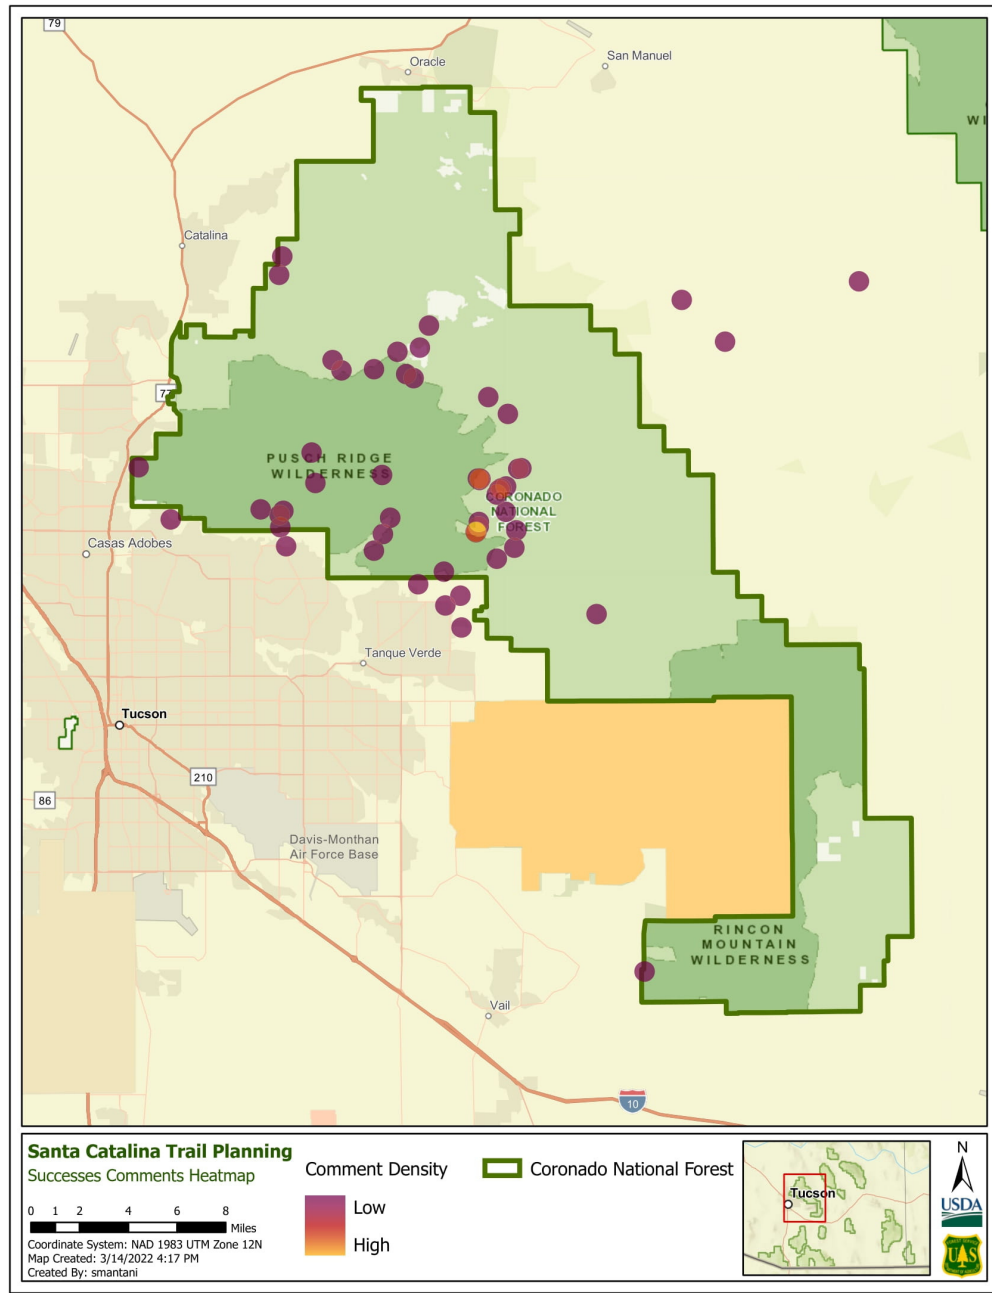 79
Oracle
San Manuel
WI
Catalina
77
PUSCH RIDGE
WILDERNESS
CORONADO
NATIONAL
FOREST
Casas Adobes
Tanque Verde
Tucson
210
86
Davis-Monthan
Air Force Base
RINCON
MOUNTAIN
WILDERNESS
Vail
10
Santa Catalina Trail Planning
Successes Comments Heatmap
0 1 2 4 6 8
Miles
Coordinate System: NAD 1983 UTM Zone 12N
Map Created: 3/14/2022 4:17 PM
Created By: smantani
Comment Density
Low
High
Coronado National Forest
Tucson
N
USDA
FOREST SERVICE
U S